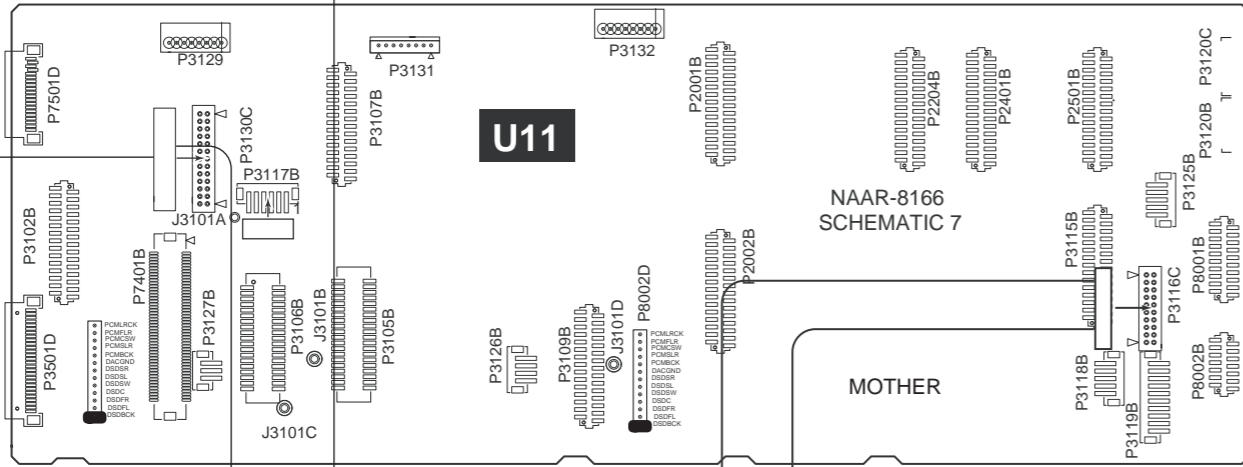 P3129
P3131
P3132
P7501D
P3130C
P3107B
U11
P2001B
P2204B
P2401B
P2501B
P3120C
P3120B
P3117B
P3125B
J3101A
NAAR-8166
SCHEMATIC 7
P3102B
P7401B
P3127B
P3106B
J3101B
P3105B
P2002B
P3115B
P8001B
P3116C
P3501D
PCMLRCK
PCMFLR
PCMCSW
PCMSLR
PCMBCK
DACGND
DSDSR
DSDSL
DSDSW
DSDC
DSDFR
DSDFL
DSDBCK
P3126B
P3109B
J3101D
P8002D
PCMLRCK
PCMFLR
PCMCSW
PCMSLR
PCMBCK
DACGND
DSDSR
DSDSL
DSDSW
DSDC
DSDFR
DSDFL
DSDBCK
MOTHER
P3118B
P3119B
P8002B
J3101C